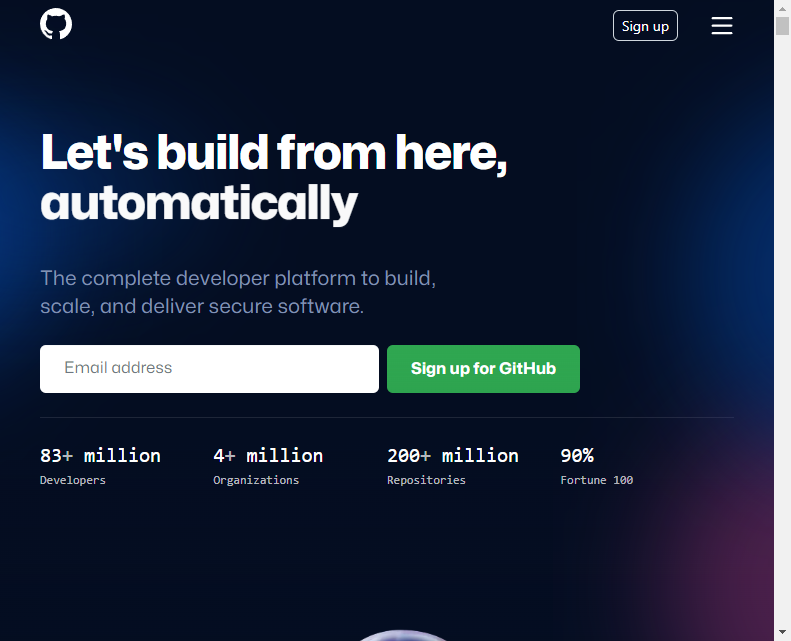 Sign up
Let's build from here,
automatically
The complete developer platform to build,
scale, and deliver secure software.
Email address
Sign up for GitHub
83+ million
Developers
4+ million
Organizations
200+ million
Repositories
90%
Fortune 100